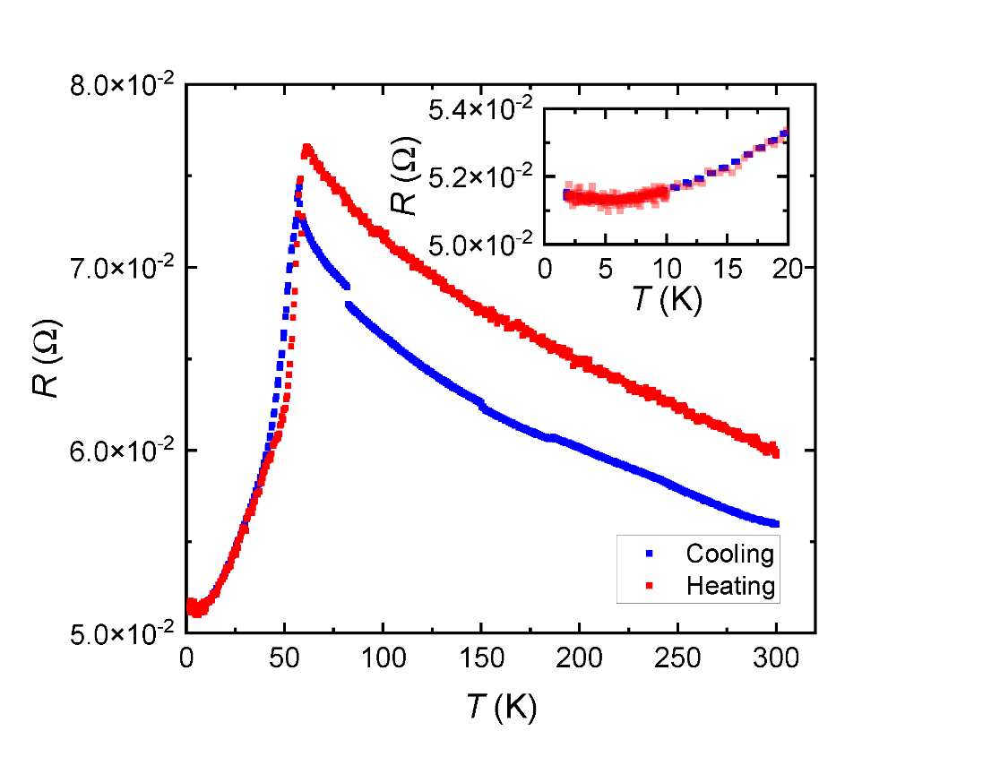 8.0×10⁻²
7.0×10⁻²
6.0×10⁻²
5.0×10⁻²
R (Ω)
0 50 100 150 200 250 300
T (K)
5.4×10⁻²
5.2×10⁻²
5.0×10⁻²
R (Ω)
0 5 10 15 20
T (K)
Cooling
Heating